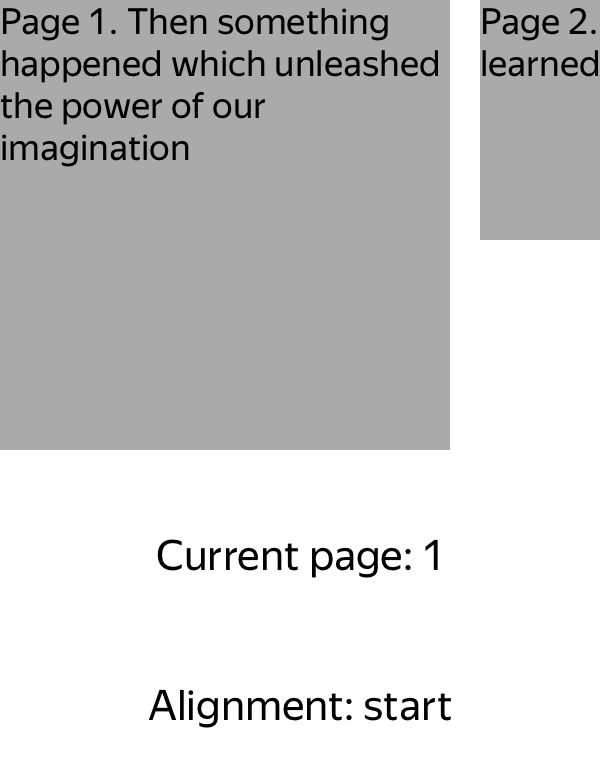 Page 1. Then something
happened which unleashed
the power of our
imagination
Page 2.
learned
Current page: 1
Alignment: start